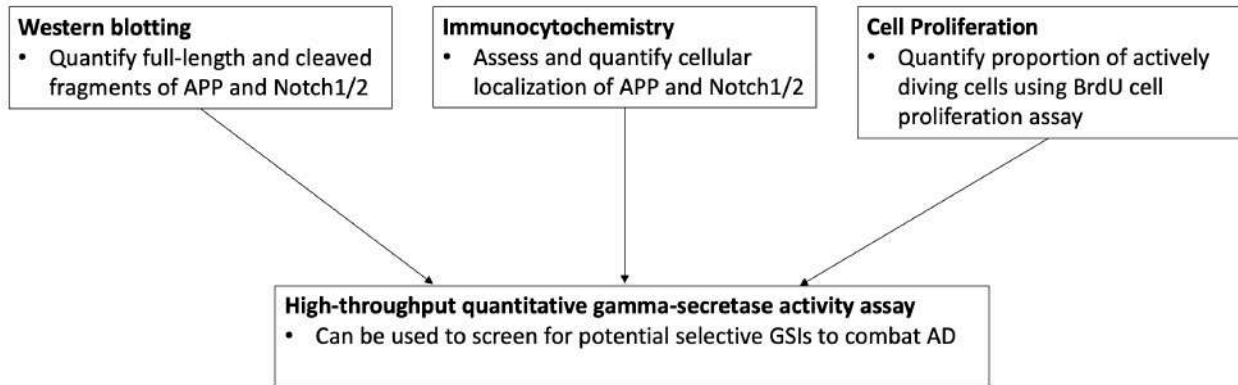 Western blotting
• Quantify full-length and cleaved
fragments of APP and Notch1/2
Immunocytochemistry
• Assess and quantify cellular
localization of APP and Notch1/2
Cell Proliferation
• Quantify proportion of actively
diving cells using BrdU cell
proliferation assay
High-throughput quantitative gamma-secretase activity assay
• Can be used to screen for potential selective GSIs to combat AD